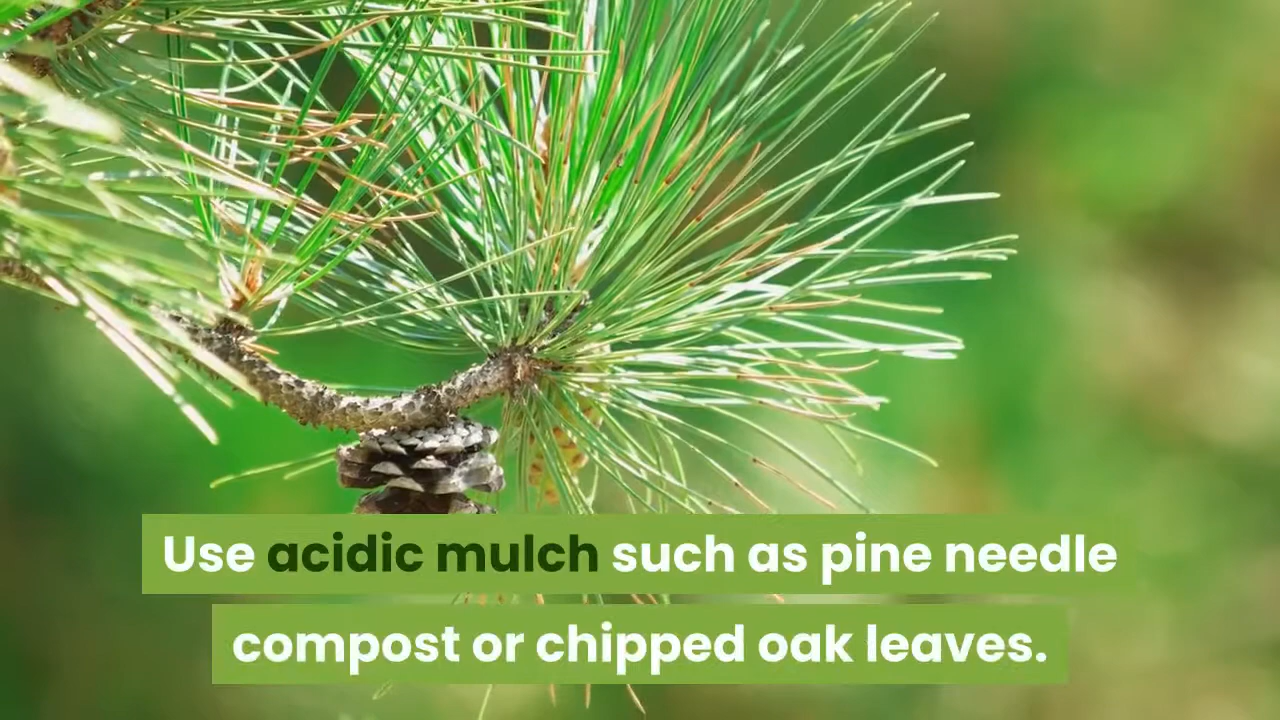 Use acidic mulch such as pine needle
compost or chipped oak leaves.